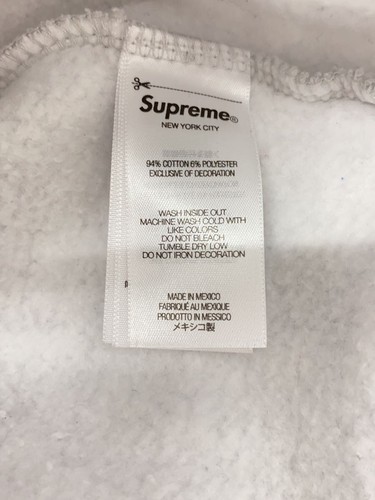 Supreme®
NEW YORK CITY
94% COTTON 6% POLYESTER
EXCLUSIVE OF DECORATION
WASH INSIDE OUT
MACHINE WASH COLD WITH
LIKE COLORS
DO NOT BLEACH
TUMBLE DRY LOW
DO NOT IRON DECORATION
MADE IN MEXICO
FABRIQUÉ AU MEXIQUE
PRODOTTO IN MESSICO
メキシコ製